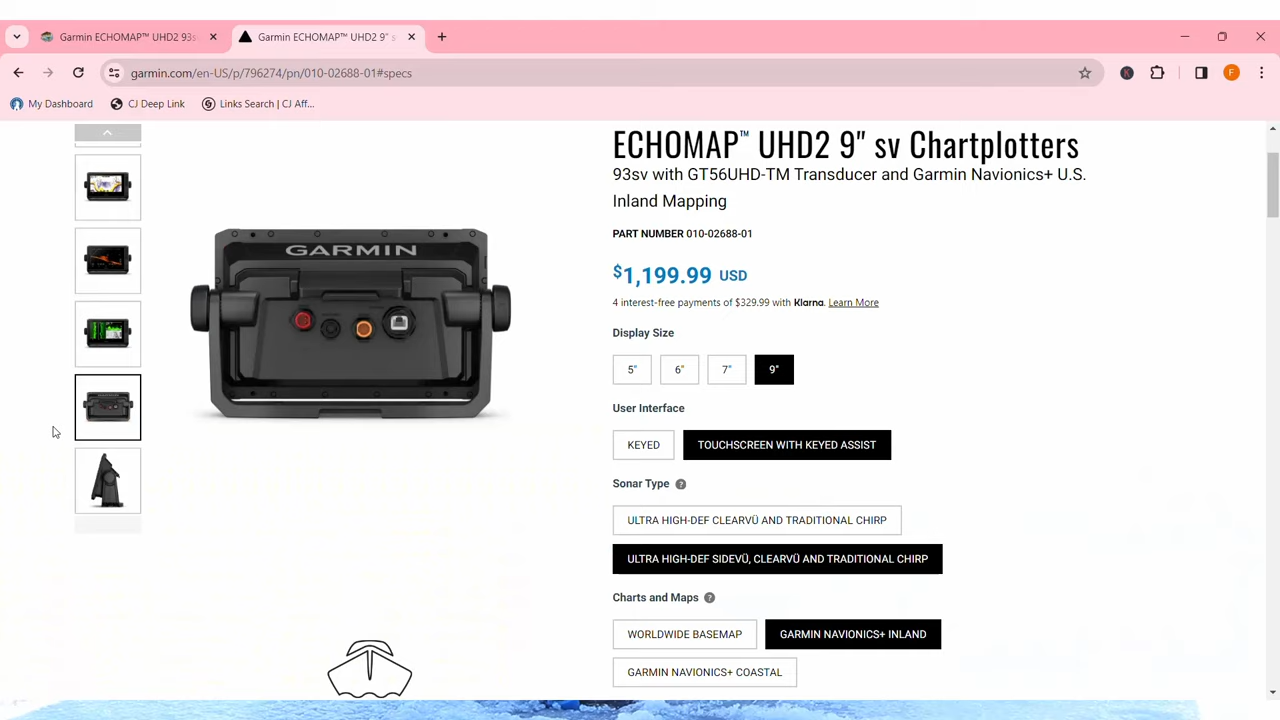 Garmin ECHOMAP™ UHD2 93s
Garmin ECHOMAP™ UHD2 9" s
garmin.com/en-US/p/796274/pn/010-02688-01#specs
F
My Dashboard
CJ Deep Link
Links Search | CJ Aff...
ECHOMAP™ UHD2 9" sv Chartplotters
93sv with GT56UHD-TM Transducer and Garmin Navionics+ U.S.
Inland Mapping
PART NUMBER 010-02688-01
$1,199.99 USD
4 interest-free payments of $329.99 with Klarna. Learn More
Display Size
5" 6" 7" 9"
User Interface
KEYED TOUCHSCREEN WITH KEYED ASSIST
Sonar Type ?
ULTRA HIGH-DEF CLEARVÜ AND TRADITIONAL CHIRP
ULTRA HIGH-DEF SIDEVÜ, CLEARVÜ AND TRADITIONAL CHIRP
Charts and Maps ?
WORLDWIDE BASEMAP GARMIN NAVIONICS+ INLAND
GARMIN NAVIONICS+ COASTAL
GARMIN